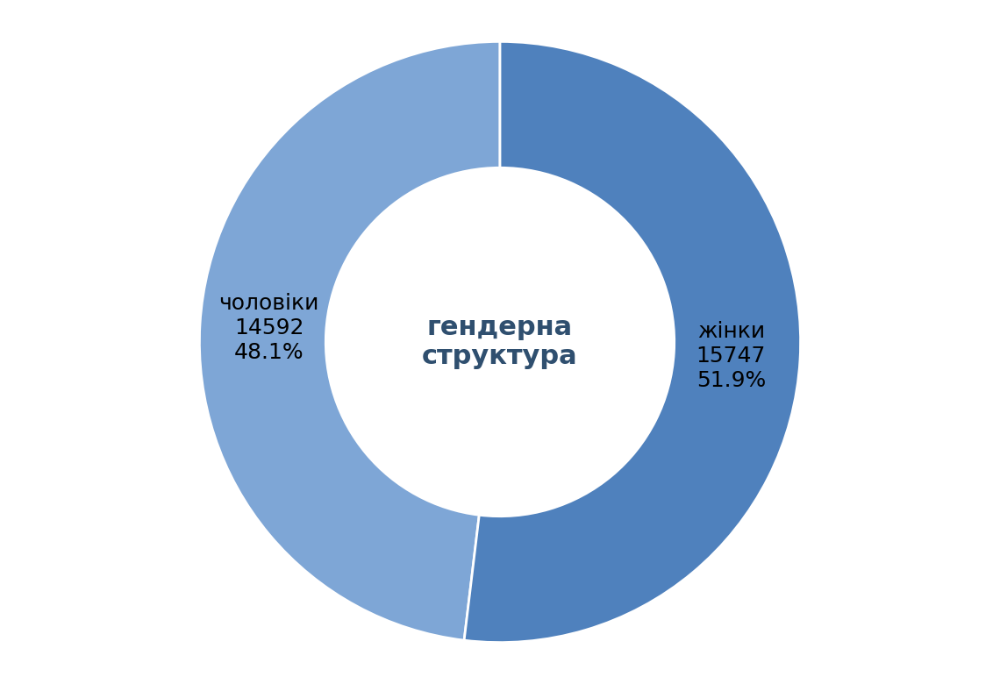 чоловіки
14592
48.1%
гендерна
структура
жінки
15747
51.9%